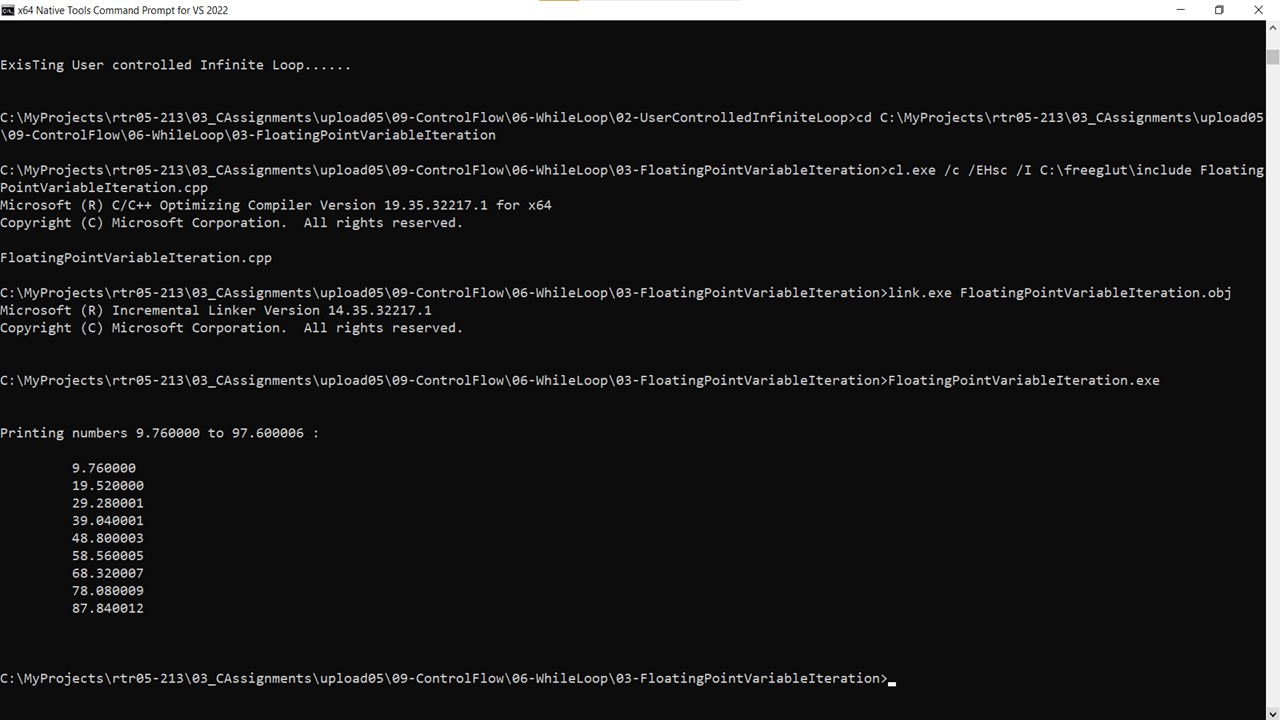 x64 Native Tools Command Prompt for VS 2022
ExisTing User controlled Infinite Loop......
C:\MyProjects\rtr05-213\03_CAssignments\upload05\09-ControlFlow\06-WhileLoop\02-UserControlledInfiniteLoop>cd C:\MyProjects\rtr05-213\03_CAssignments\upload05
\09-ControlFlow\06-WhileLoop\03-FloatingPointVariableIteration
C:\MyProjects\rtr05-213\03_CAssignments\upload05\09-ControlFlow\06-WhileLoop\03-FloatingPointVariableIteration>cl.exe /c /EHsc /I C:\freeglut\include Floating
PointVariableIteration.cpp
Microsoft (R) C/C++ Optimizing Compiler Version 19.35.32217.1 for x64
Copyright (C) Microsoft Corporation.  All rights reserved.
FloatingPointVariableIteration.cpp
C:\MyProjects\rtr05-213\03_CAssignments\upload05\09-ControlFlow\06-WhileLoop\03-FloatingPointVariableIteration>link.exe FloatingPointVariableIteration.obj
Microsoft (R) Incremental Linker Version 14.35.32217.1
Copyright (C) Microsoft Corporation.  All rights reserved.
C:\MyProjects\rtr05-213\03_CAssignments\upload05\09-ControlFlow\06-WhileLoop\03-FloatingPointVariableIteration>FloatingPointVariableIteration.exe
Printing numbers 9.760000 to 97.600006 :
9.760000
19.520000
29.280001
39.040001
48.800003
58.560005
68.320007
78.080009
87.840012
C:\MyProjects\rtr05-213\03_CAssignments\upload05\09-ControlFlow\06-WhileLoop\03-FloatingPointVariableIteration>